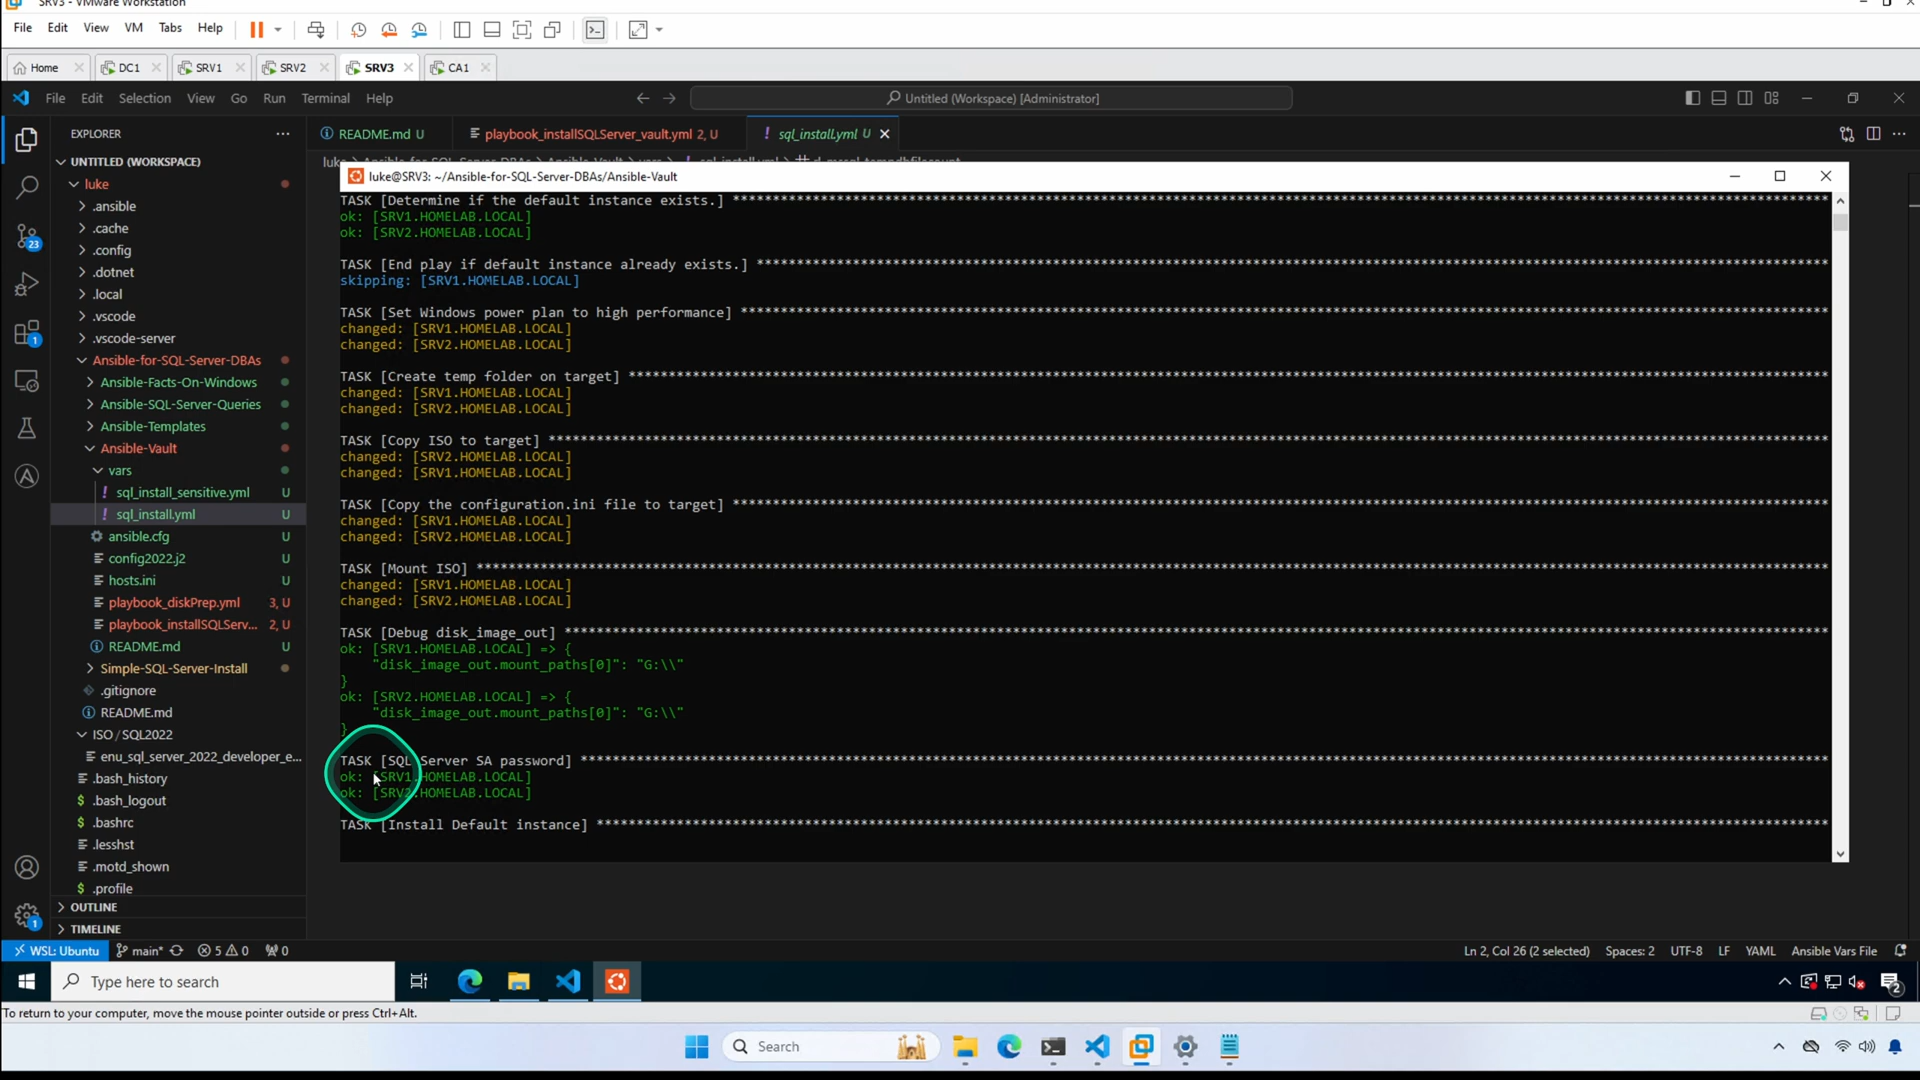 SRV3 - VMware Workstation
File Edit View VM Tabs Help
Home DC1 SRV1 SRV2 SRV3 CA1
File Edit Selection View Go Run Terminal Help
Untitled (Workspace) [Administrator]
EXPLORER
README.md U
playbook_installSQLServer_vault.yml 2, U
! sql_install.yml U
UNTITLED (WORKSPACE)
luke
.ansible
.cache
.config
.dotnet
.local
.vscode
.vscode-server
Ansible-for-SQL-Server-DBAs
Ansible-Facts-On-Windows
Ansible-SQL-Server-Queries
Ansible-Templates
Ansible-Vault
vars
! sql_install_sensitive.yml U
! sql_install.yml U
ansible.cfg U
config2022.j2 U
hosts.ini U
playbook_diskPrep.yml 3, U
playbook_installSQLServ... 2, U
README.md U
Simple-SQL-Server-Install
.gitignore
README.md
ISO / SQL2022
enu_sql_server_2022_developer_e...
.bash_history
$ .bash_logout
$ .bashrc
.lesshst
.motd_shown
$ .profile
OUTLINE
TIMELINE
23
1
1
luke@SRV3: ~/Ansible-for-SQL-Server-DBAs/Ansible-Vault
TASK [Determine if the default instance exists.]
ok: [SRV1.HOMELAB.LOCAL]
ok: [SRV2.HOMELAB.LOCAL]
TASK [End play if default instance already exists.]
skipping: [SRV1.HOMELAB.LOCAL]
TASK [Set Windows power plan to high performance]
changed: [SRV1.HOMELAB.LOCAL]
changed: [SRV2.HOMELAB.LOCAL]
TASK [Create temp folder on target]
changed: [SRV1.HOMELAB.LOCAL]
changed: [SRV2.HOMELAB.LOCAL]
TASK [Copy ISO to target]
changed: [SRV2.HOMELAB.LOCAL]
changed: [SRV1.HOMELAB.LOCAL]
TASK [Copy the configuration.ini file to target]
changed: [SRV1.HOMELAB.LOCAL]
changed: [SRV2.HOMELAB.LOCAL]
TASK [Mount ISO]
changed: [SRV1.HOMELAB.LOCAL]
changed: [SRV2.HOMELAB.LOCAL]
TASK [Debug disk_image_out]
ok: [SRV1.HOMELAB.LOCAL] => {
"disk_image_out.mount_paths[0]": "G:\\"
}
ok: [SRV2.HOMELAB.LOCAL] => {
"disk_image_out.mount_paths[0]": "G:\\"
}
TASK [SQL Server SA password]
ok: [SRV1.HOMELAB.LOCAL]
ok: [SRV2.HOMELAB.LOCAL]
TASK [Install Default instance]
WSL: Ubuntu main* 5 0 0
Ln 2, Col 26 (2 selected) Spaces: 2 UTF-8 LF YAML Ansible Vars File
Type here to search
2
To return to your computer, move the mouse pointer outside or press Ctrl+Alt.
Search